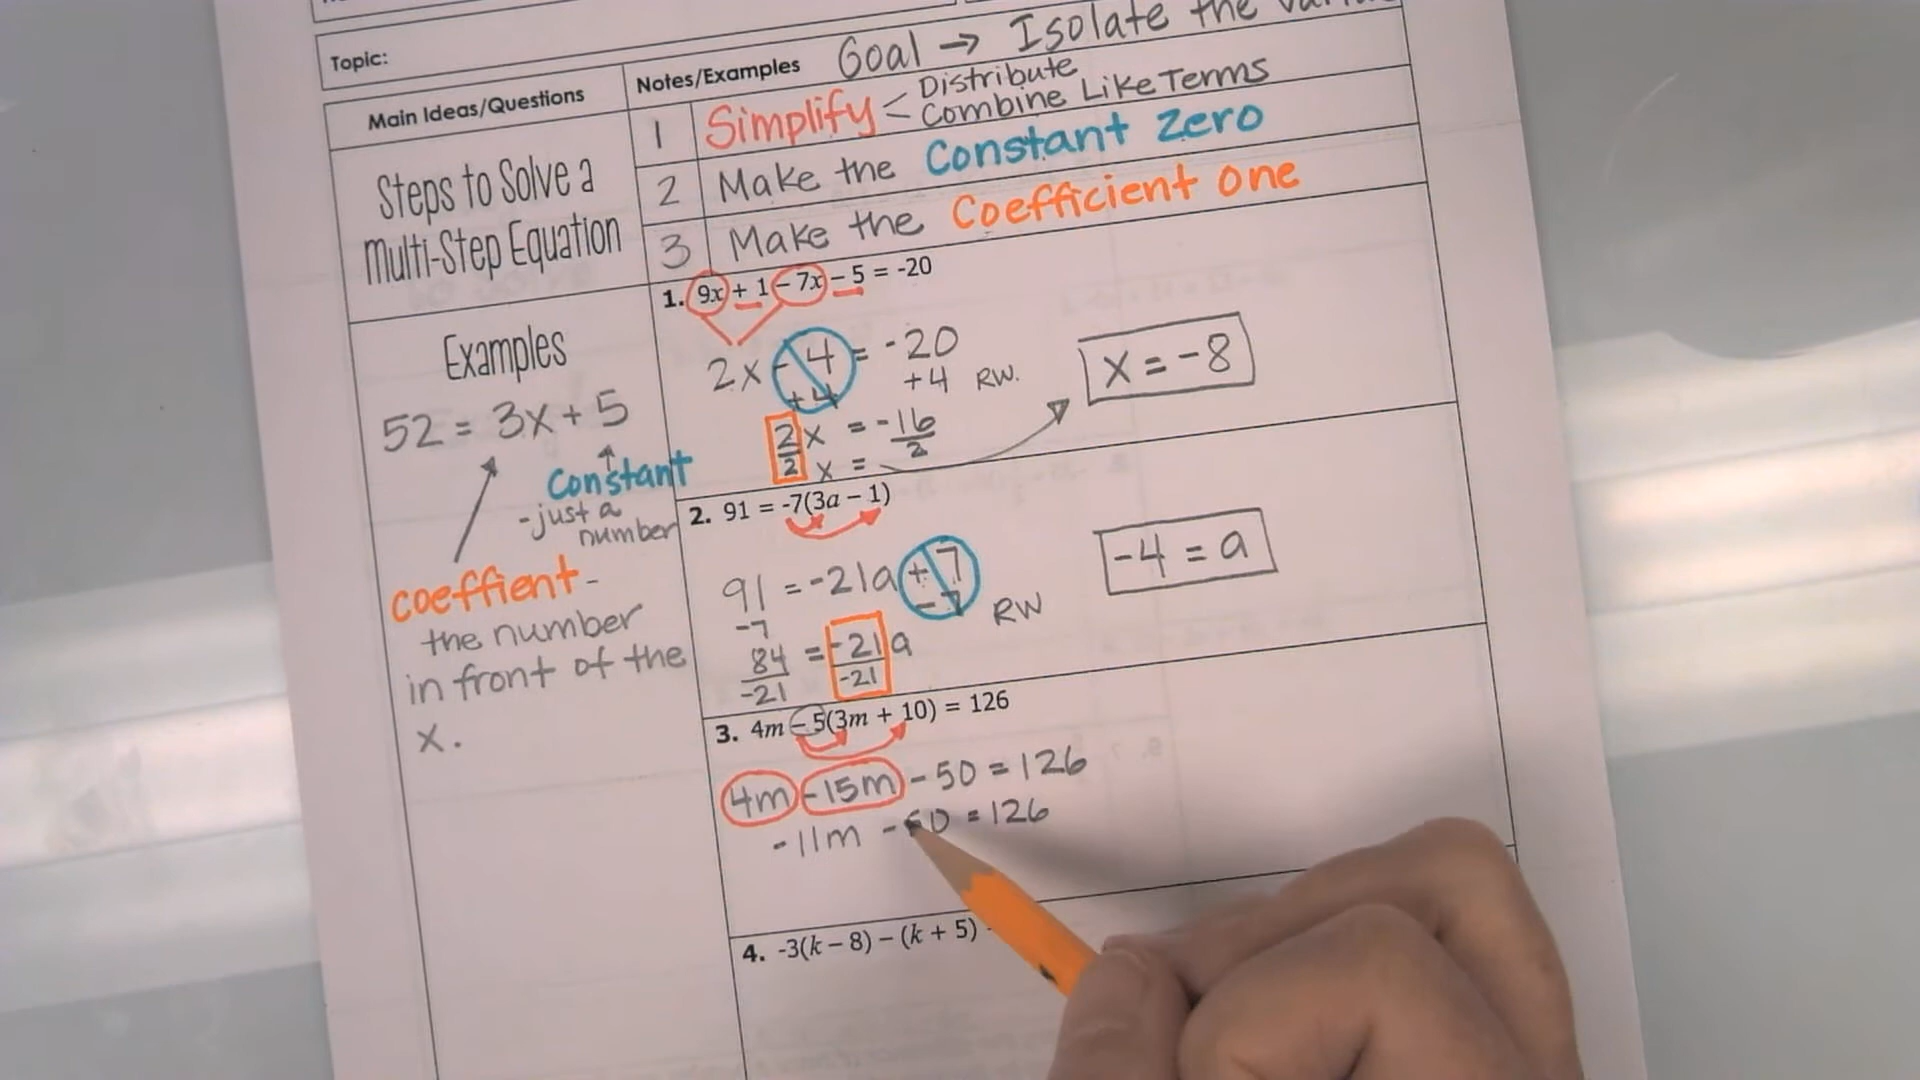 Topic:
Main Ideas/Questions
Notes/Examples Goal → Isolate the
Steps to Solve a
Multi-Step Equation
1 Simplify < Distribute
Combine Like Terms
2 Make the Constant zero
3 Make the Coefficient one
Examples
52 = 3x + 5
Constant
- just a
number
coeffient -
the number
in front of the
x.
1. 9x + 1 - 7x - 5 = -20
2x - 4 = -20
+4 +4 RW.
2x = -16
2 2
x =
x = -8
2. 91 = -7(3a - 1)
91 = -21a + 7
-7 -7 RW
84 = -21a
-21 -21
-4 = a
3. 4m - 5(3m + 10) = 126
4m - 15m - 50 = 126
-11m - 50 = 126
4. -3(k - 8) - (k + 5)